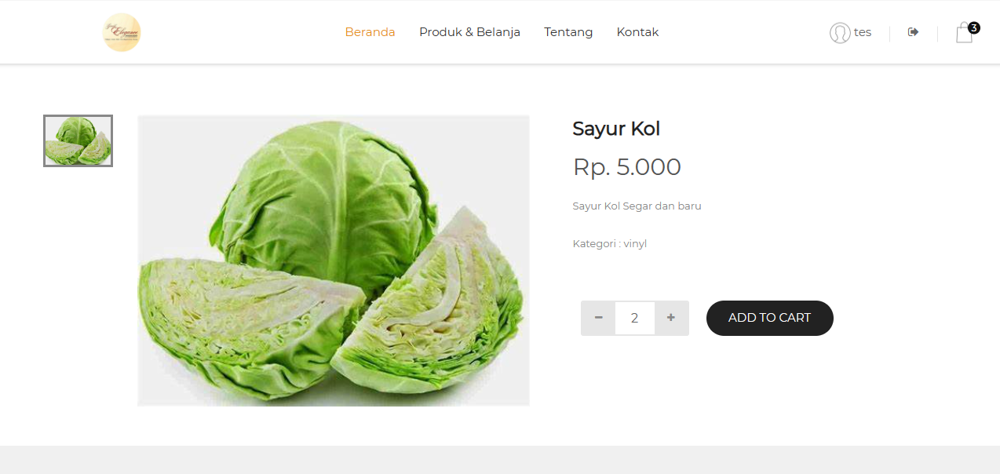 Elegance
Beranda Produk & Belanja Tentang Kontak tes 3
Sayur Kol
Rp. 5.000
Sayur Kol Segar dan baru
Kategori : vinyl
2 ADD TO CART